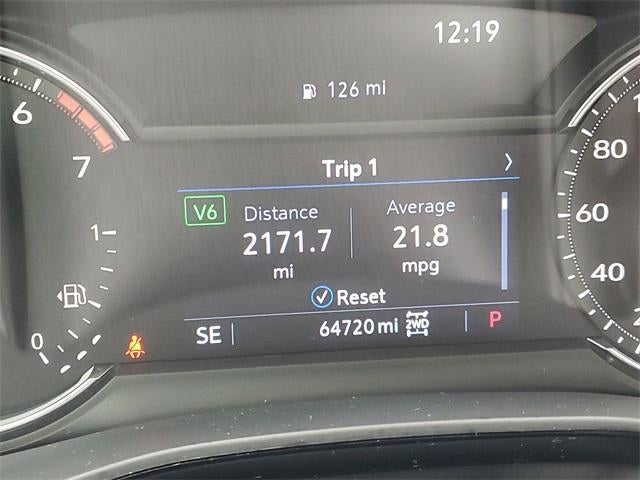 12:19
126 mi
6
7
Trip 1
V6
Distance
Average
2171.7
21.8
mi
mpg
Reset
SE
64720 mi
2WD
P
1
0
80
60
40